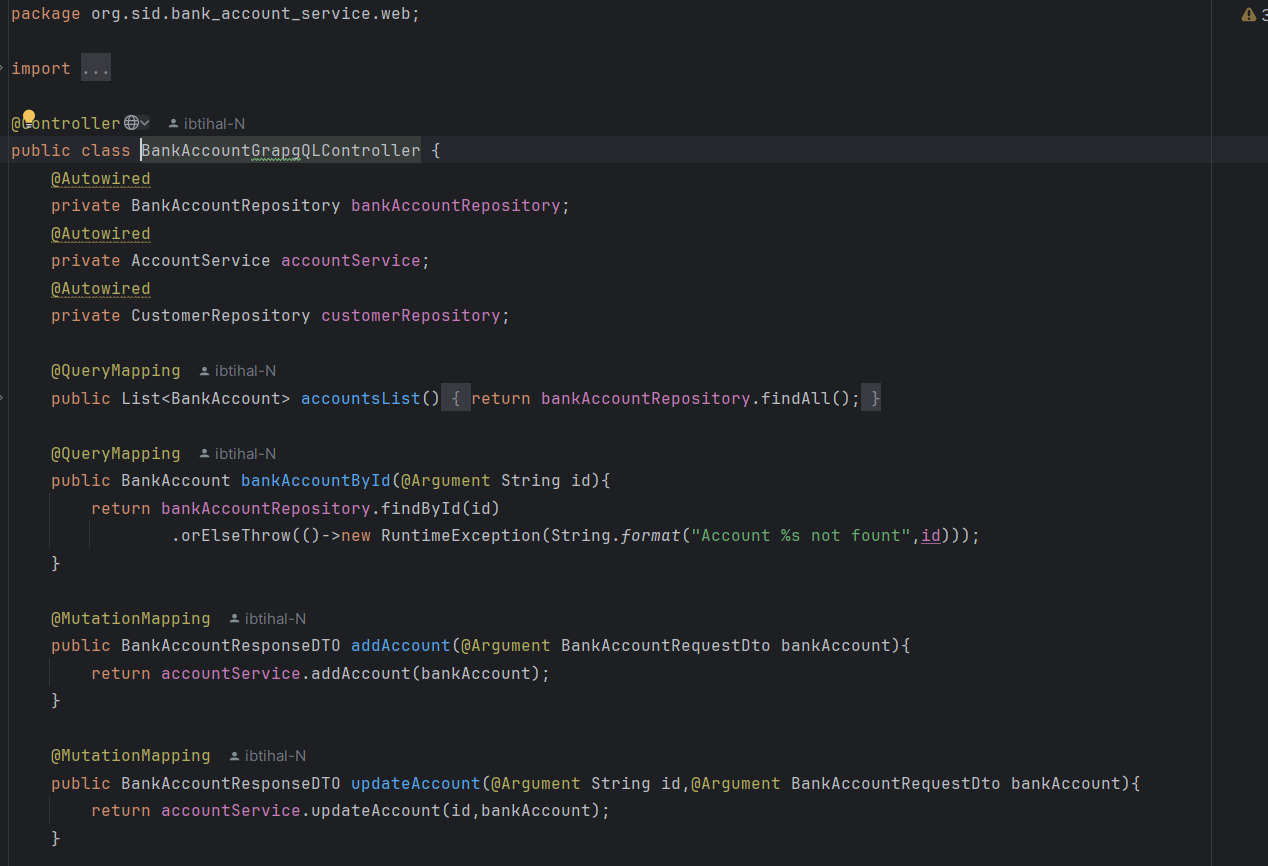 package org.sid.bank_account_service.web;
import ...
@Controller ibtihal-N
public class BankAccountGrapgQLController {
@Autowired
private BankAccountRepository bankAccountRepository;
@Autowired
private AccountService accountService;
@Autowired
private CustomerRepository customerRepository;
@QueryMapping ibtihal-N
public List<BankAccount> accountsList() { return bankAccountRepository.findAll(); }
@QueryMapping ibtihal-N
public BankAccount bankAccountById(@Argument String id){
return bankAccountRepository.findById(id)
.orElseThrow(()->new RuntimeException(String.format("Account %s not fount",id)));
}
@MutationMapping ibtihal-N
public BankAccountResponseDTO addAccount(@Argument BankAccountRequestDto bankAccount){
return accountService.addAccount(bankAccount);
}
@MutationMapping ibtihal-N
public BankAccountResponseDTO updateAccount(@Argument String id,@Argument BankAccountRequestDto bankAccount){
return accountService.updateAccount(id,bankAccount);
}